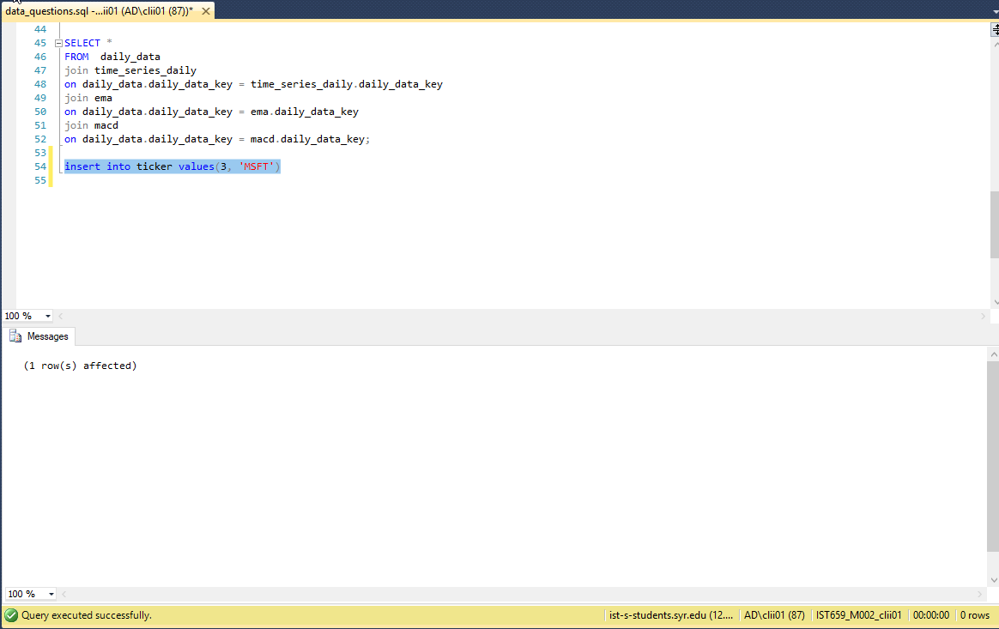 data_questions.sql -...ii01 (AD\clii01 (87))*
44
45 SELECT *
46 FROM  daily_data
47 join time_series_daily
48 on daily_data.daily_data_key = time_series_daily.daily_data_key
49 join ema
50 on daily_data.daily_data_key = ema.daily_data_key
51 join macd
52 on daily_data.daily_data_key = macd.daily_data_key;
53
54 insert into ticker values(3, 'MSFT')
55
100 %
Messages
(1 row(s) affected)
100 %
Query executed successfully. ist-s-students.syr.edu (12.... AD\clii01 (87) IST659_M002_clii01 00:00:00 0 rows